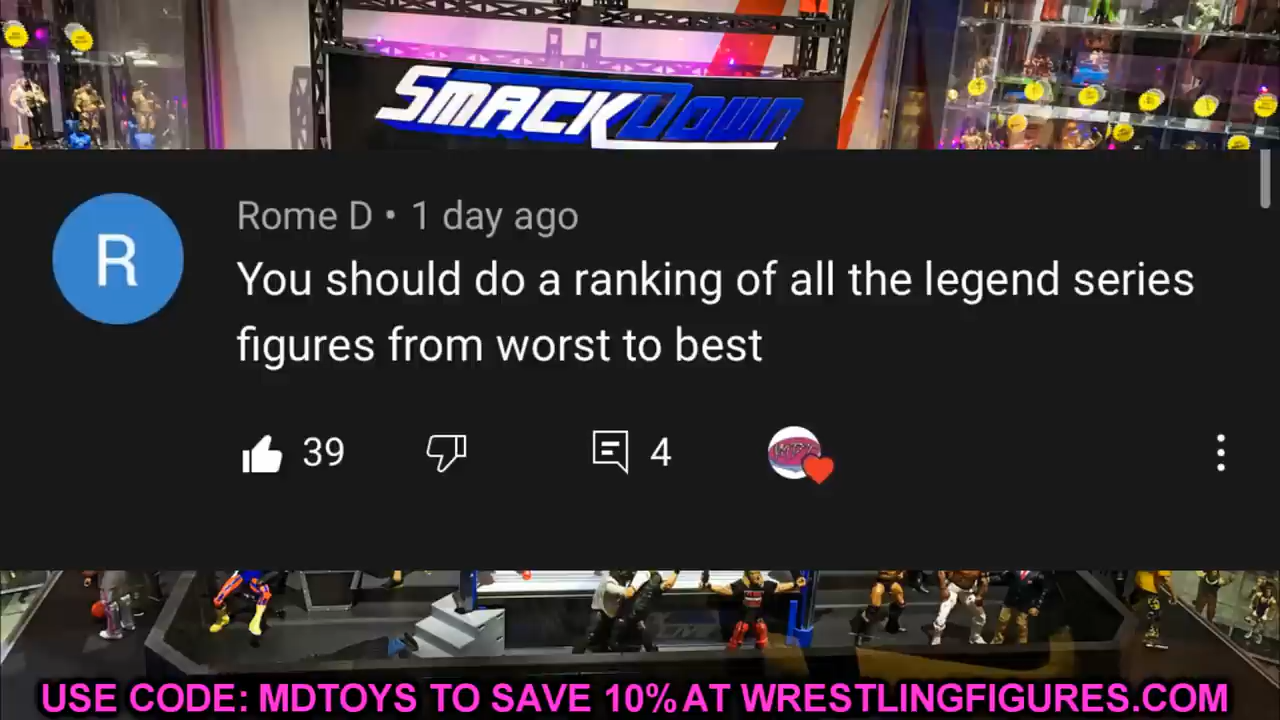 SMACKDOWN
R
Rome D • 1 day ago
You should do a ranking of all the legend series
figures from worst to best
39
4
USE CODE: MDTOYS TO SAVE 10% AT WRESTLINGFIGURES.COM